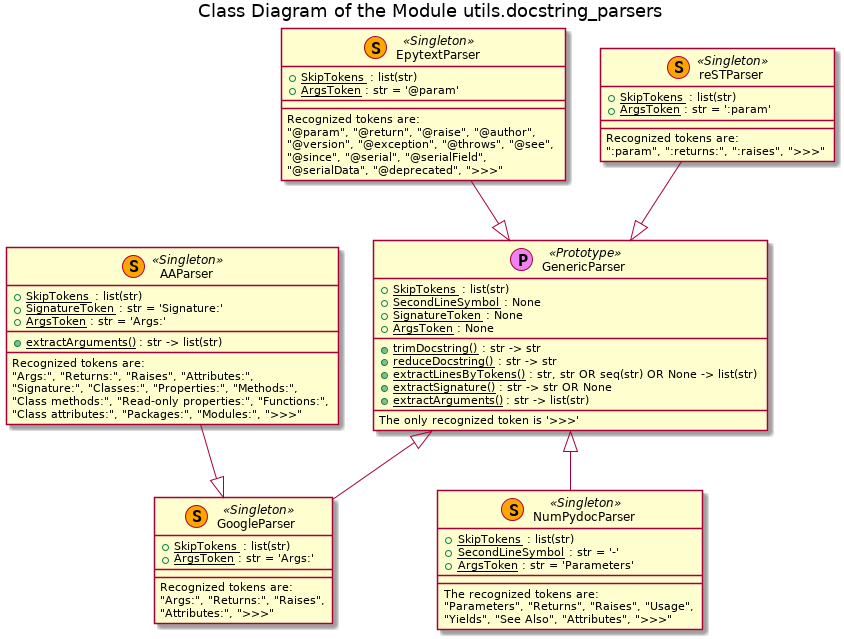 Class Diagram of the Module utils.docstring_parsers
S
«Singleton»
EpytextParser
SkipTokens : list(str)
ArgsToken : str = '@param'
Recognized tokens are:
"@param", "@return", "@raise", "@author",
"@version", "@exception", "@throws", "@see",
"@since", "@serial", "@serialField",
"@serialData", "@deprecated", ">>>"
S
«Singleton»
reSTParser
SkipTokens : list(str)
ArgsToken : str = ':param'
Recognized tokens are:
":param", ":returns:", ":raises", ">>>"
S
«Singleton»
AAParser
SkipTokens : list(str)
SignatureToken : str = 'Signature:'
ArgsToken : str = 'Args:'
extractArguments() : str -> list(str)
Recognized tokens are:
"Args:", "Returns:", "Raises", "Attributes:",
"Signature:", "Classes:", "Properties:", "Methods:",
"Class methods:", "Read-only properties:", "Functions:",
"Class attributes:", "Packages:", "Modules:", ">>>"
P
«Prototype»
GenericParser
SkipTokens : list(str)
SecondLineSymbol : None
SignatureToken : None
ArgsToken : None
trimDocstring() : str -> str
reduceDocstring() : str -> str
extractLinesByTokens() : str, str OR seq(str) OR None -> list(str)
extractSignature() : str -> str OR None
extractArguments() : str -> list(str)
The only recognized token is '>>>'
S
«Singleton»
GoogleParser
SkipTokens : list(str)
ArgsToken : str = 'Args:'
Recognized tokens are:
"Args:", "Returns:", "Raises",
"Attributes:", ">>>"
S
«Singleton»
NumPydocParser
SkipTokens : list(str)
SecondLineSymbol : str = '-'
ArgsToken : str = 'Parameters'
The recognized tokens are:
"Parameters", "Returns", "Raises", "Usage",
"Yields", "See Also", "Attributes", ">>>"